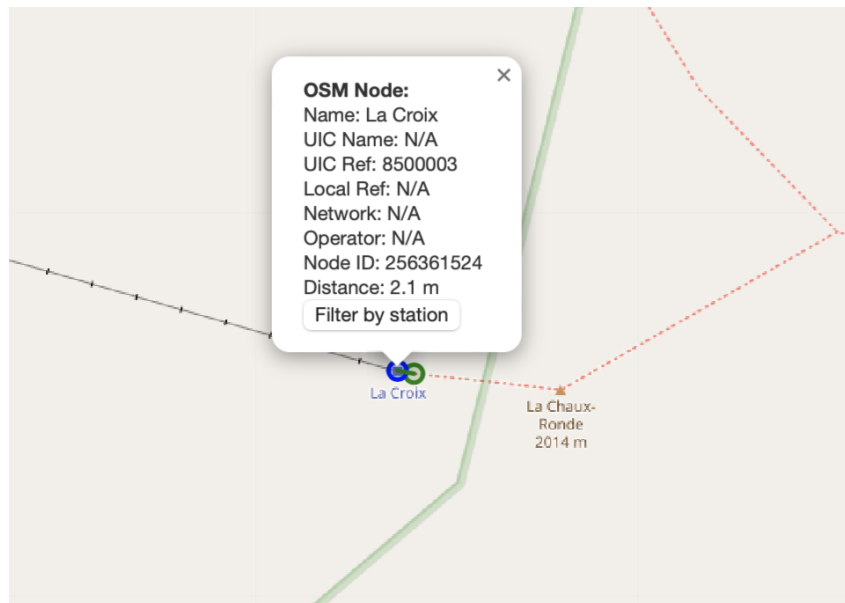 ×
OSM Node:
Name: La Croix
UIC Name: N/A
UIC Ref: 8500003
Local Ref: N/A
Network: N/A
Operator: N/A
Node ID: 256361524
Distance: 2.1 m
Filter by station
La Croix
La Chaux-
Ronde
2014 m